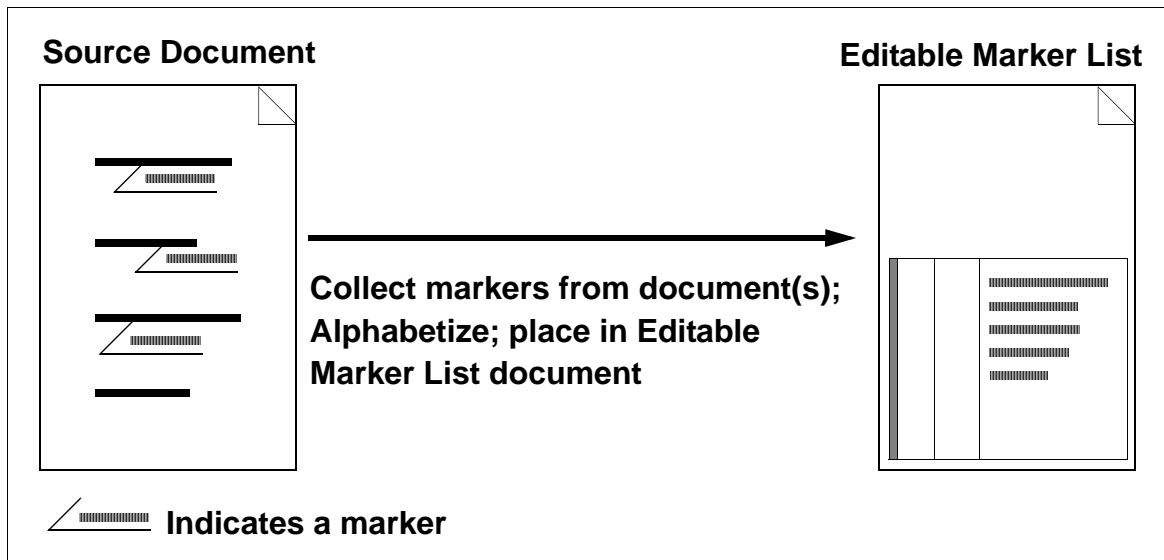 Source Document
Editable Marker List
Collect markers from document(s);
Alphabetize; place in Editable
Marker List document
Indicates a marker